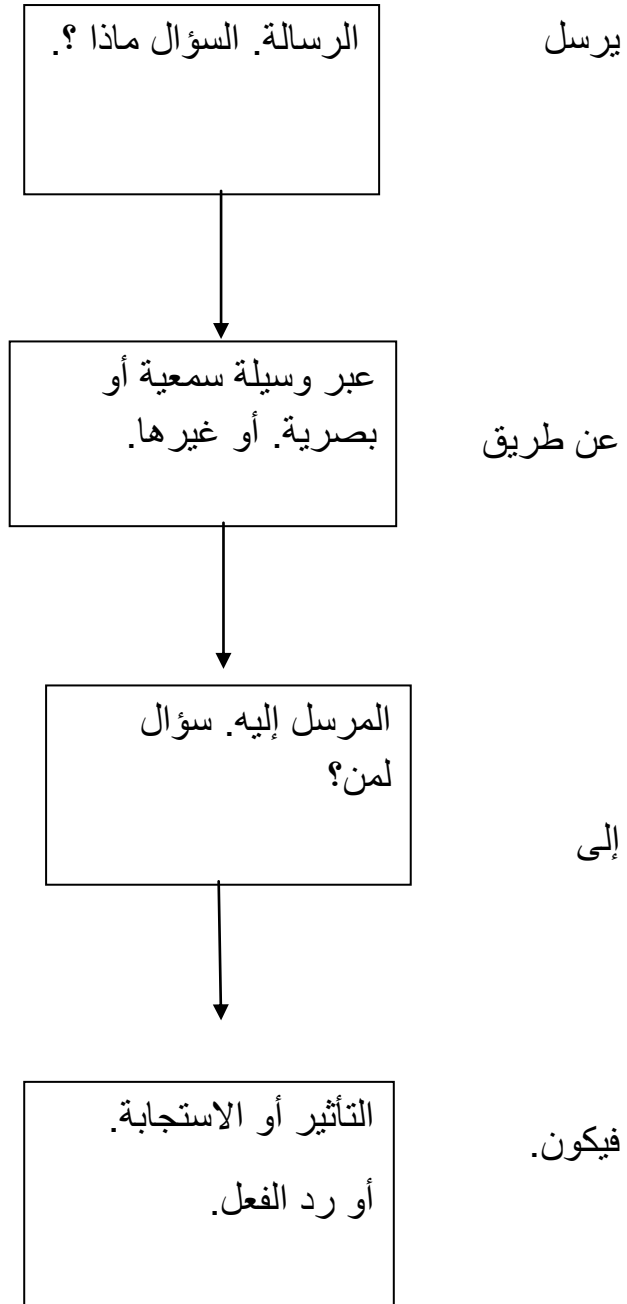 يرسل
الرسالة. السؤال ماذا ؟.
عن طريق
عبر وسيلة سمعية أو
بصرية. أو غيرها.
إلى
المرسل إليه. سؤال
لمن؟
فيكون.
التأثير أو الاستجابة.
أو رد الفعل.